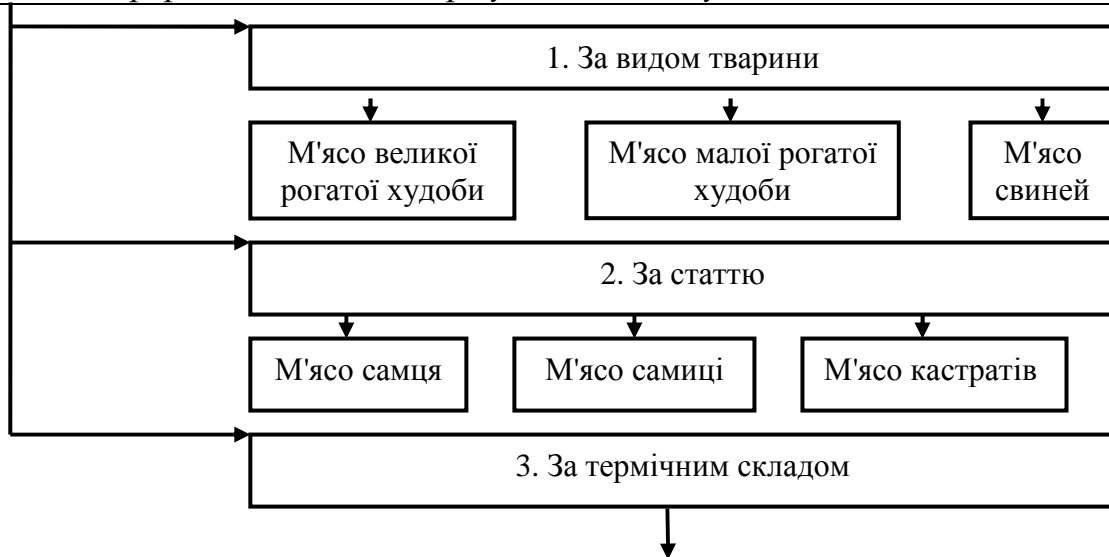 1. За видом тварини
М'ясо великої
рогатої худоби
М'ясо малої рогатої
худоби
М'ясо
свиней
2. За статтю
М'ясо самця
М'ясо самиці
М'ясо кастратів
3. За термічним складом